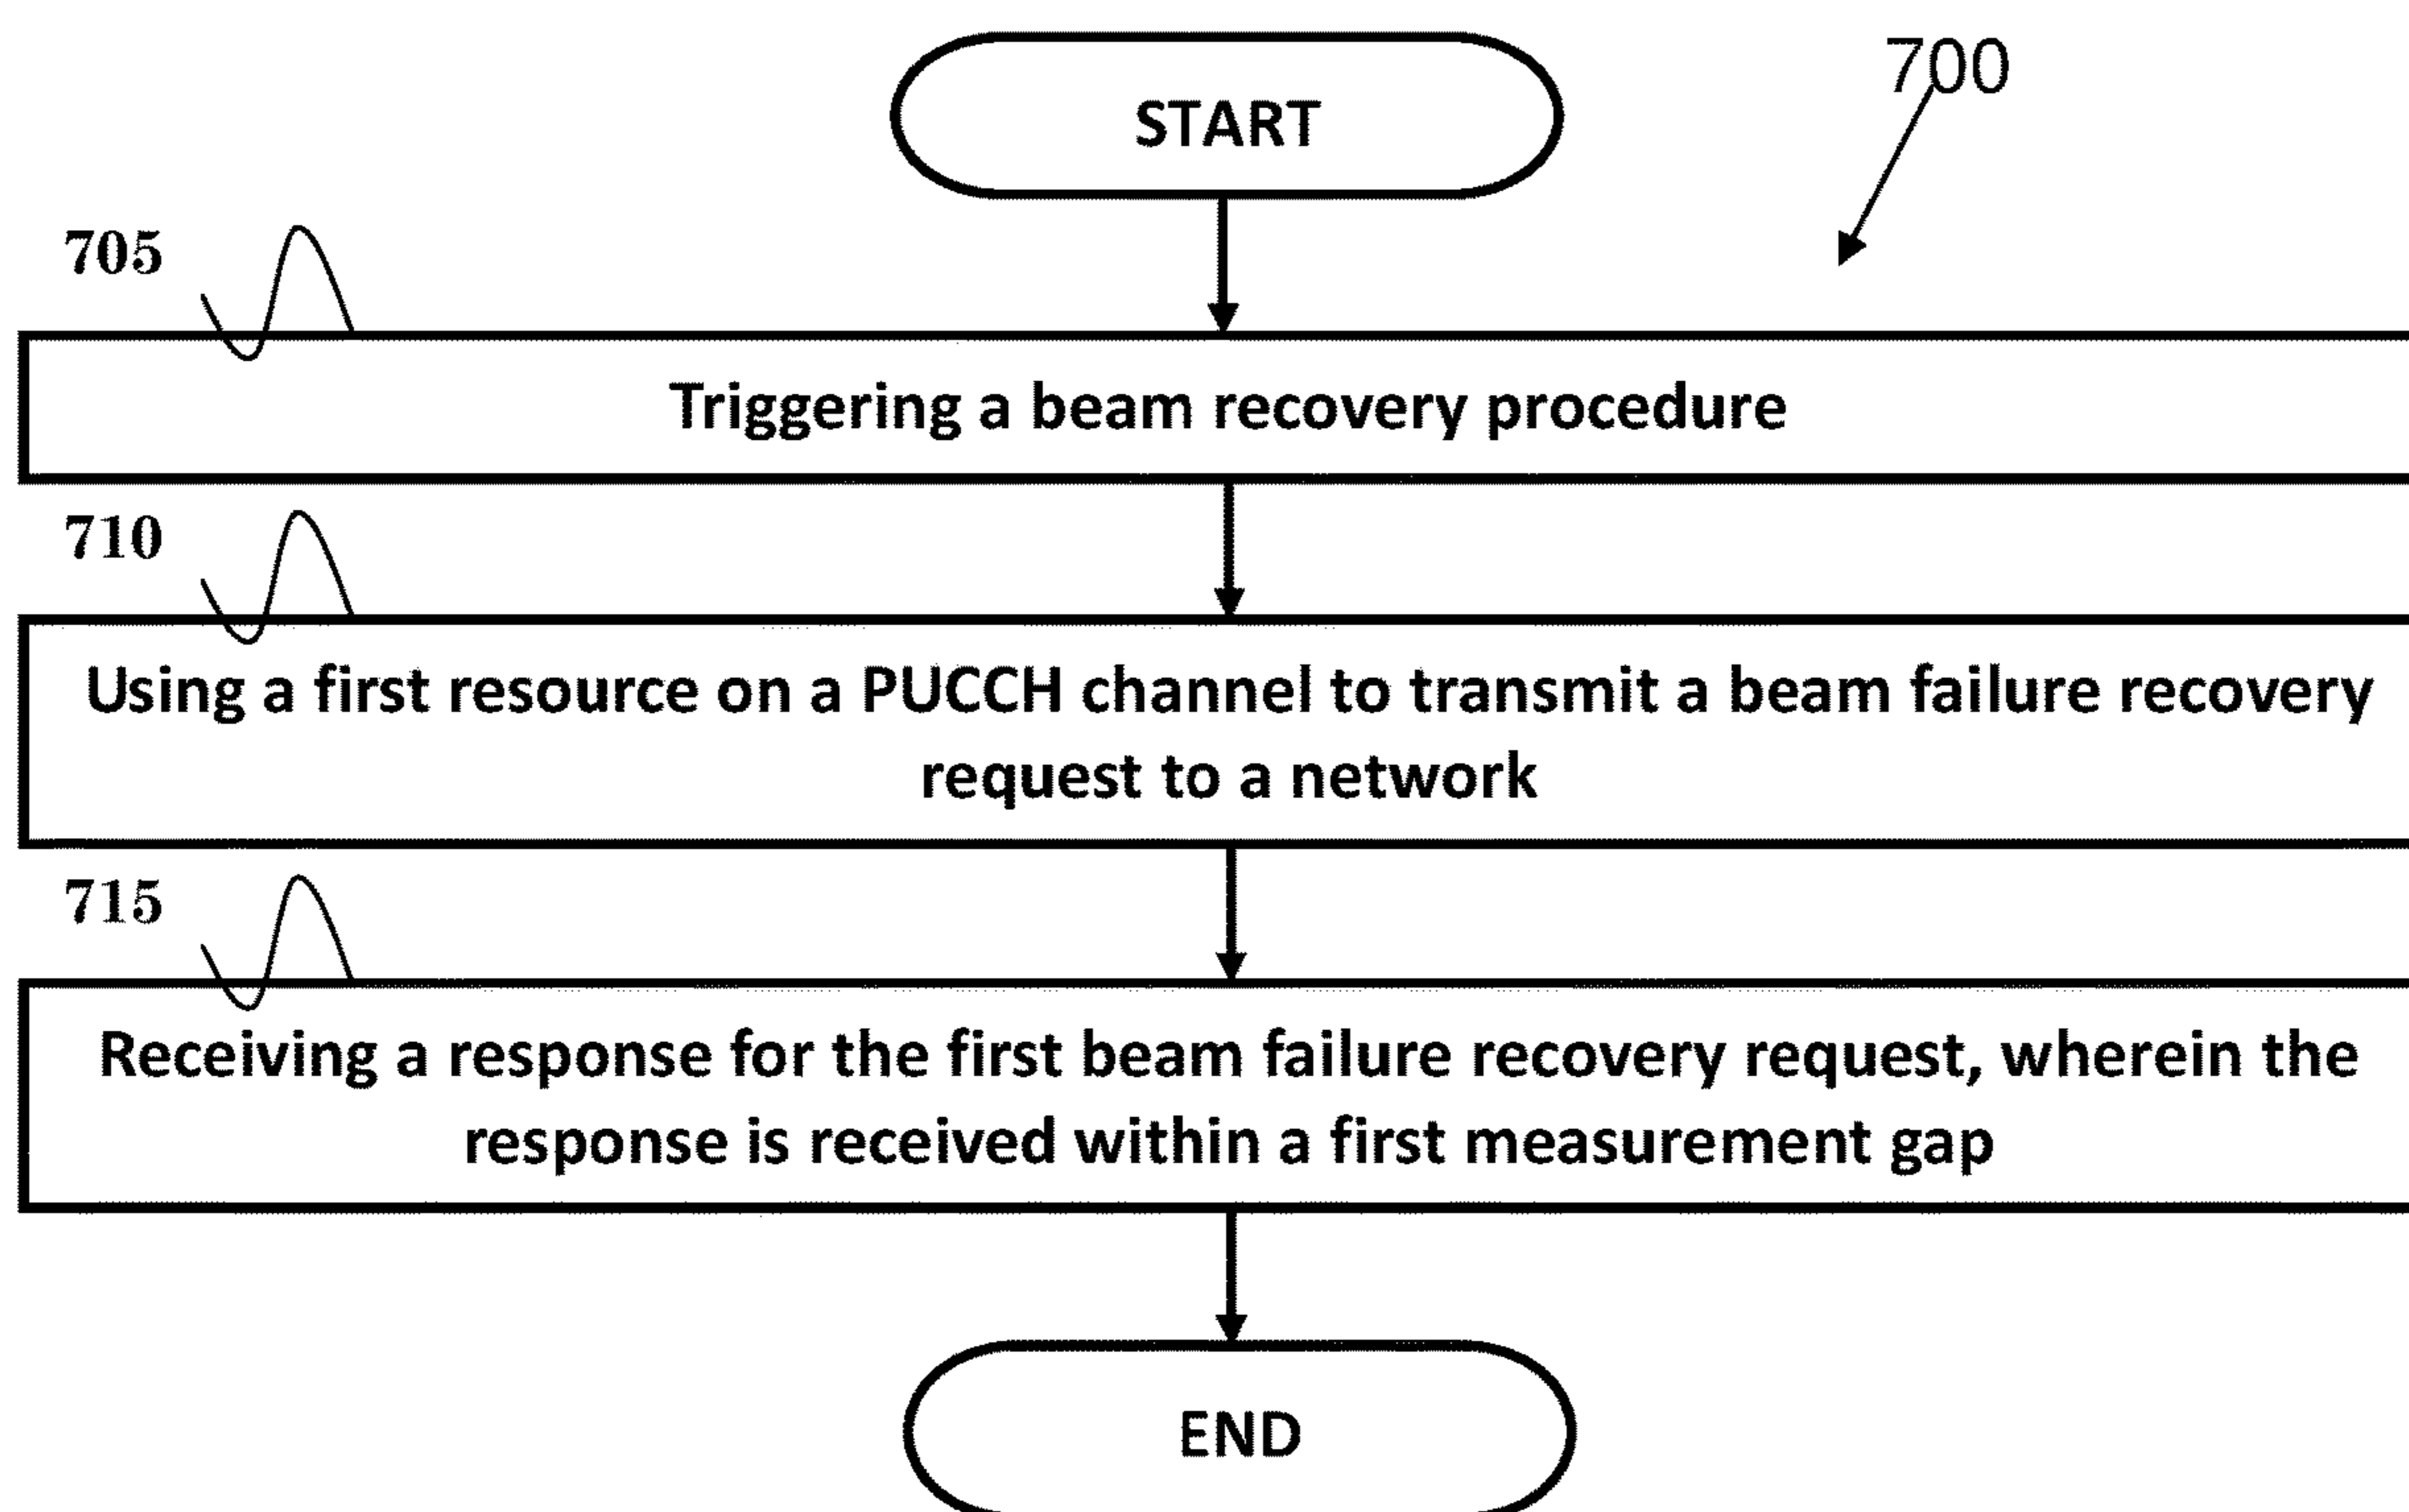 START
700
705
Triggering a beam recovery procedure
710
Using a first resource on a PUCCH channel to transmit a beam failure recovery
request to a network
715
Receiving a response for the first beam failure recovery request, wherein the
response is received within a first measurement gap
END